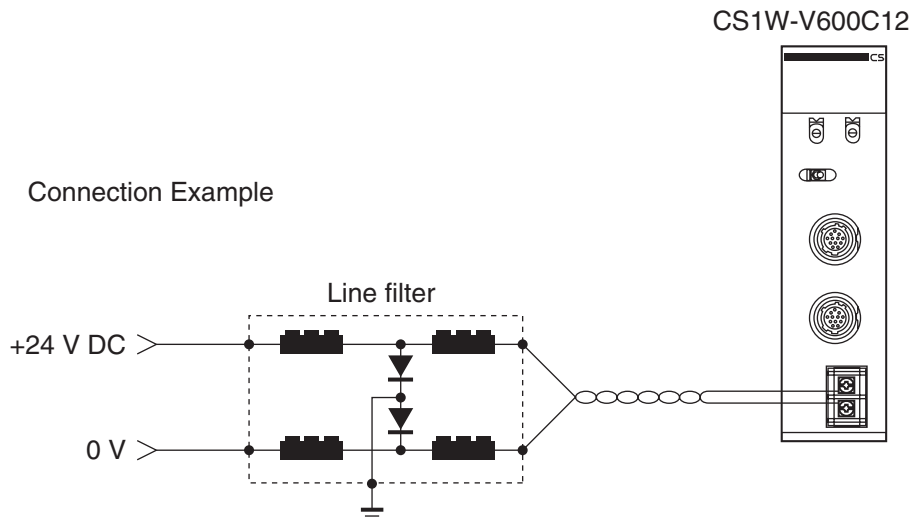 CS1W-V600C12
CS
Connection Example
Line filter
+24 V DC
0 V